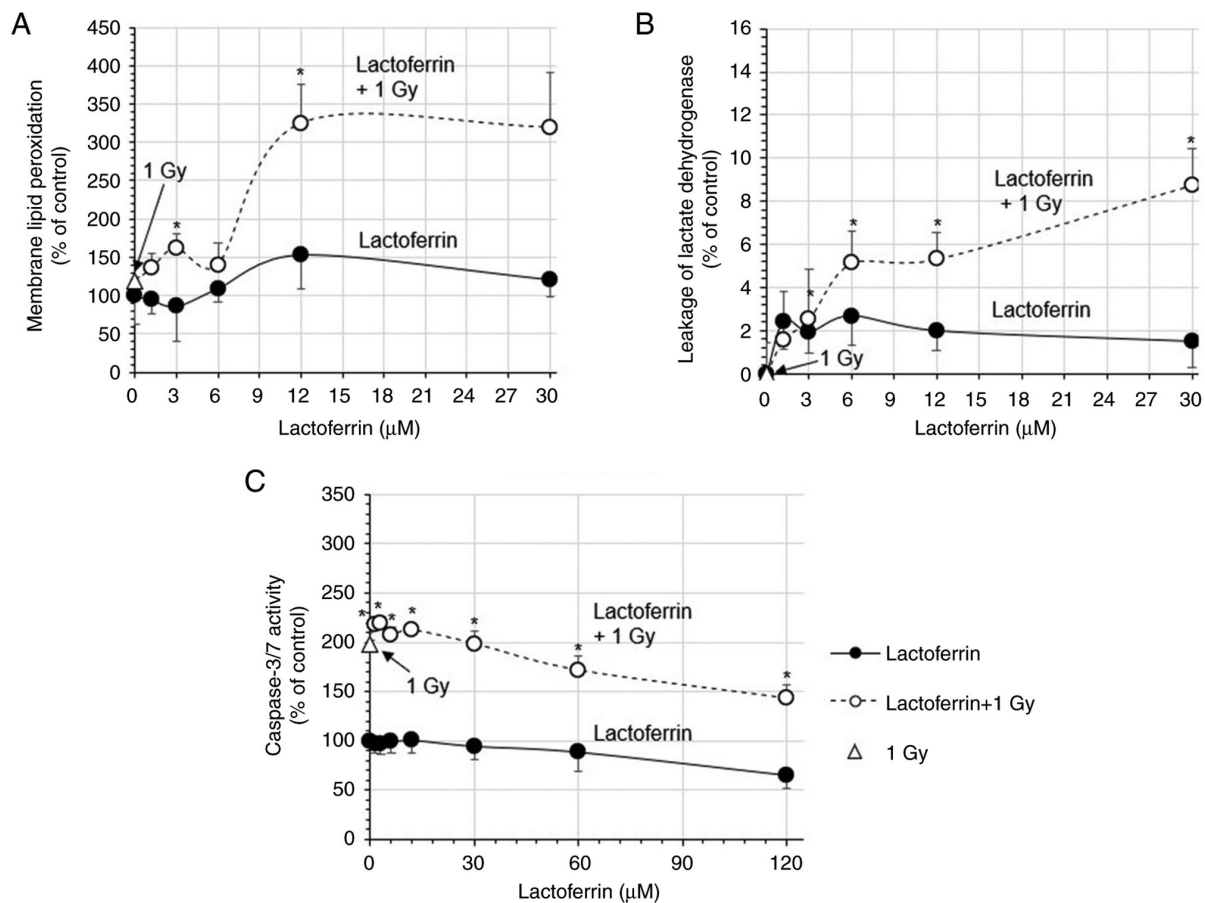 A
Membrane lipid peroxidation
(% of control)
450
400
350
300
250
200
150
100
50
0
*
Lactoferrin
+ 1 Gy
1 Gy
*
Lactoferrin
0 3 6 9 12 15 18 21 24 27 30
Lactoferrin (μM)
B
Leakage of lactate dehydrogenase
(% of control)
16
14
12
10
8
6
4
2
0
*
Lactoferrin
+ 1 Gy
* *
*
Lactoferrin
1 Gy
0 3 6 9 12 15 18 21 24 27 30
Lactoferrin (μM)
C
Caspase-3/7 activity
(% of control)
350
300
250
200
150
100
50
0
* * * * * * *
Lactoferrin
+ 1 Gy
1 Gy
Lactoferrin
0 30 60 90 120
Lactoferrin (μM)
Lactoferrin
Lactoferrin+1 Gy
1 Gy